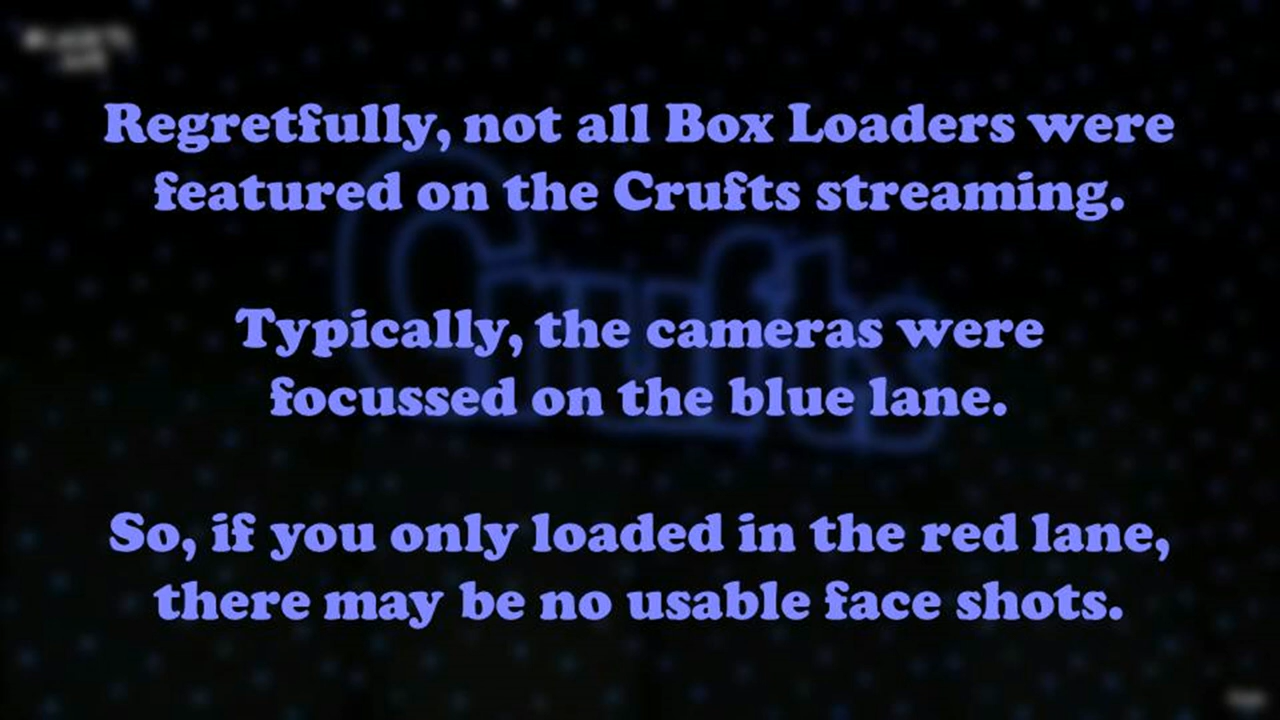 Regretfully, not all Box Loaders were
featured on the Crufts streaming.
Typically, the cameras were
focussed on the blue lane.
So, if you only loaded in the red lane,
there may be no usable face shots.
Crufts